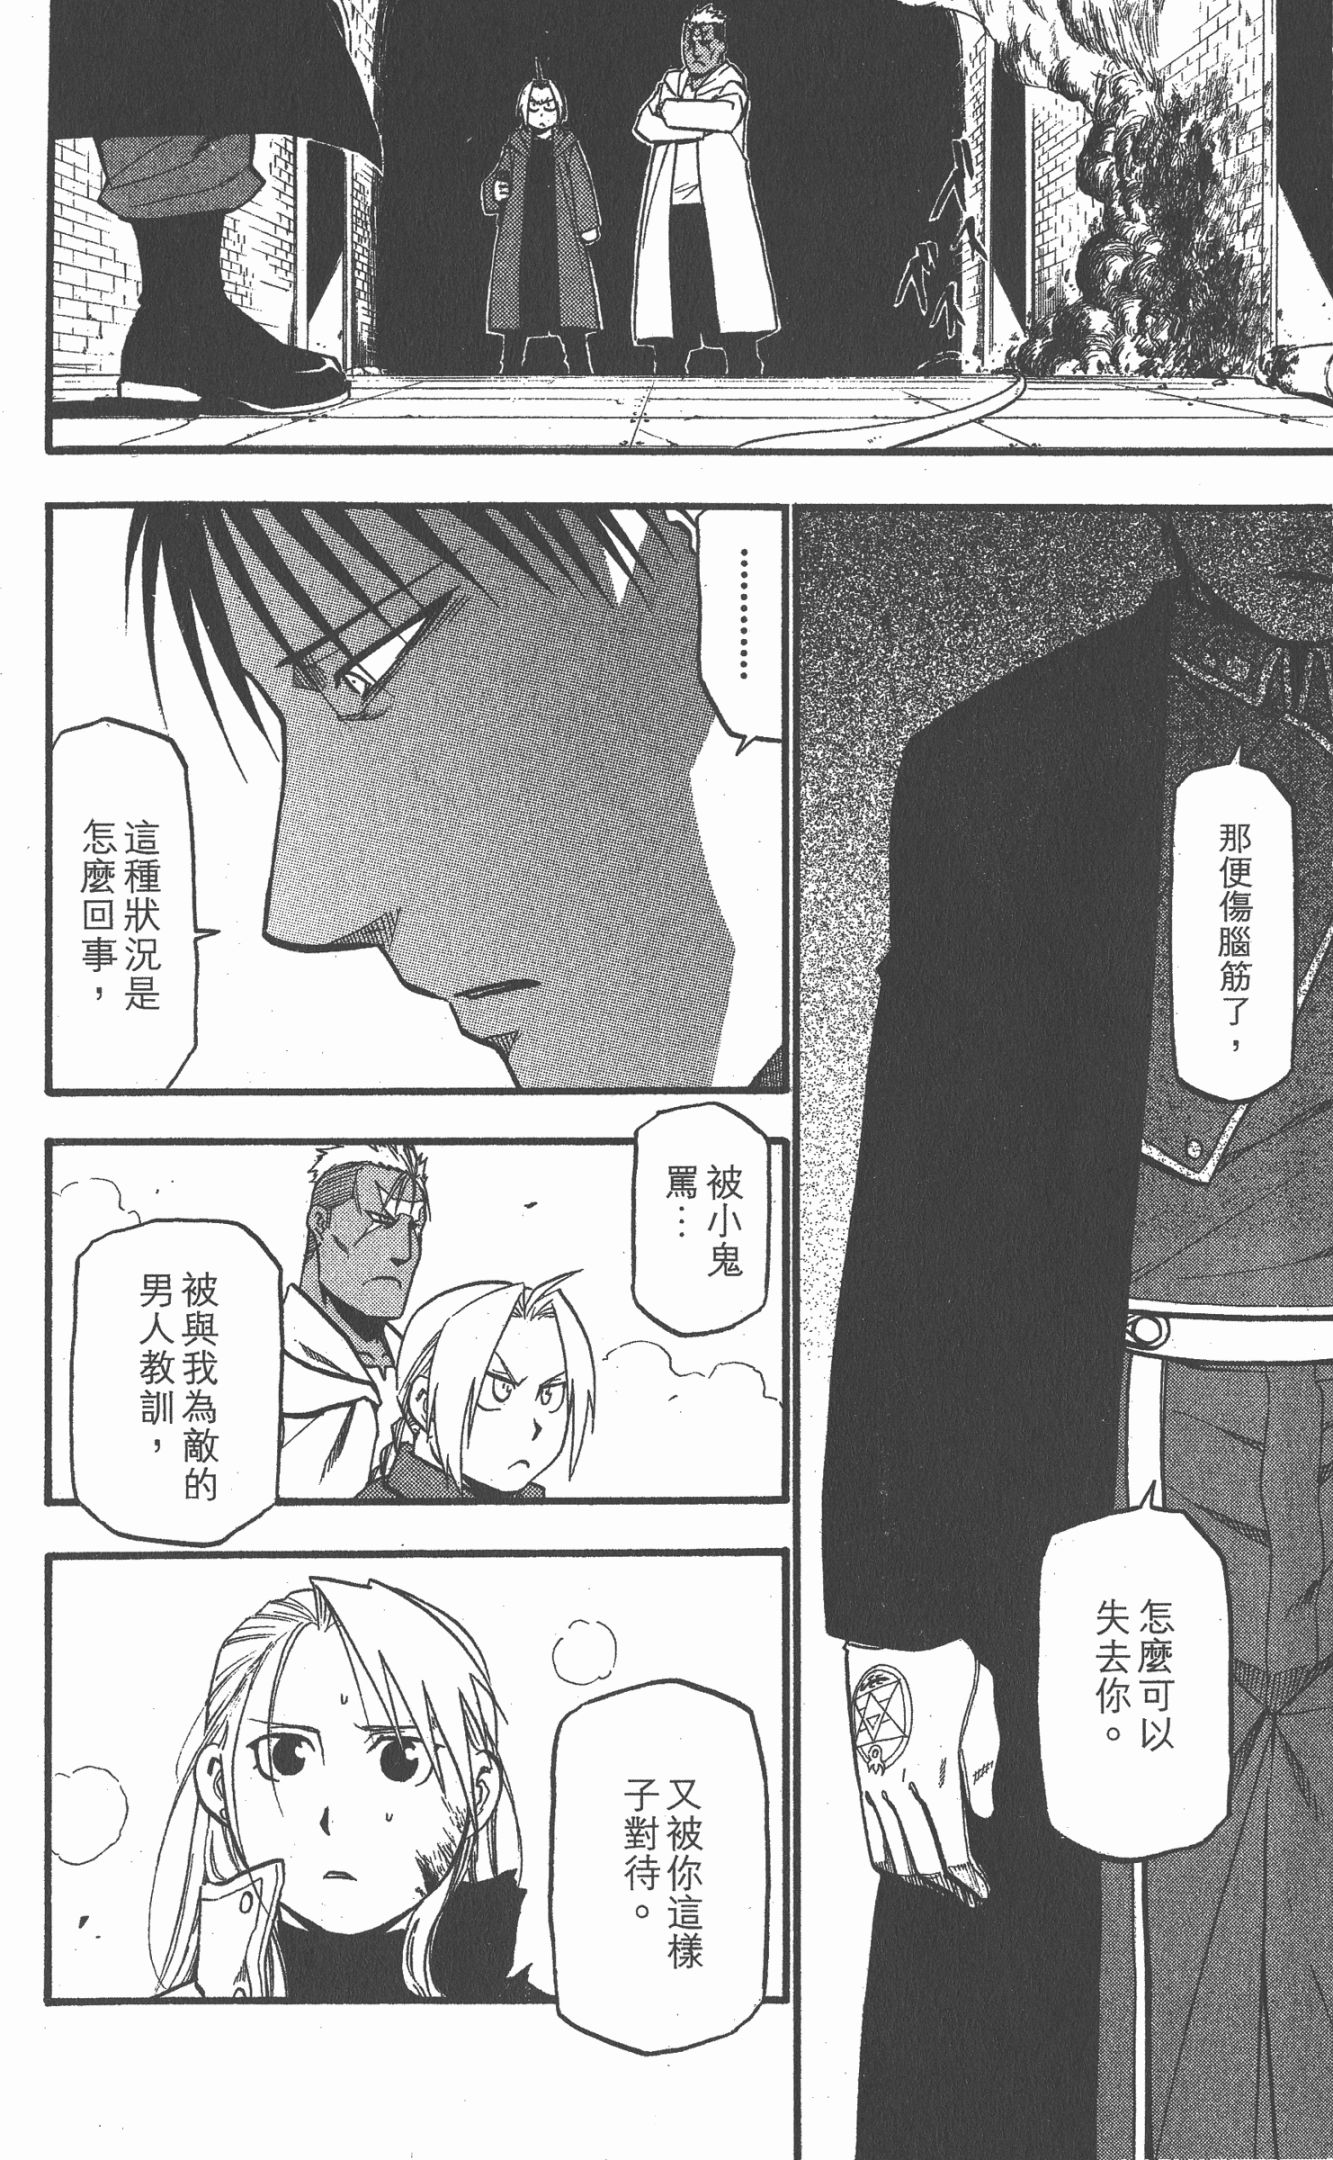 那便傷腦筋了，
怎麼可以
失去你。
…………
這種狀況是
怎麼回事，
被小鬼
罵…
被與我為敵的
男人教訓，
又被你這樣
子對待。